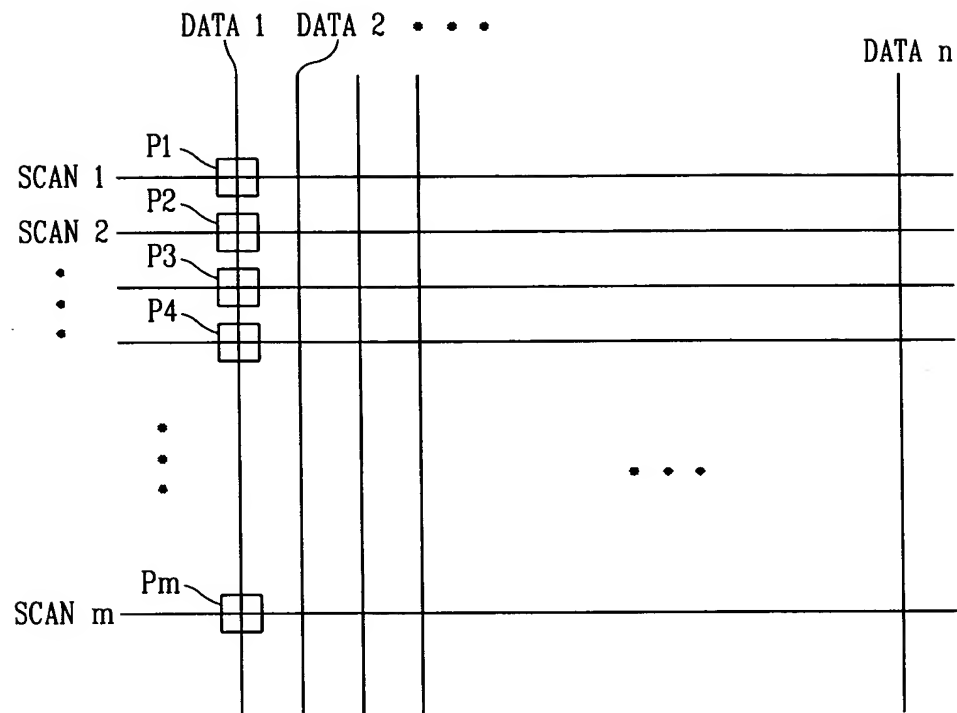 DATA 1 DATA 2 • • •
DATA n
P1
SCAN 1
P2
SCAN 2
P3
P4
Pm
SCAN m